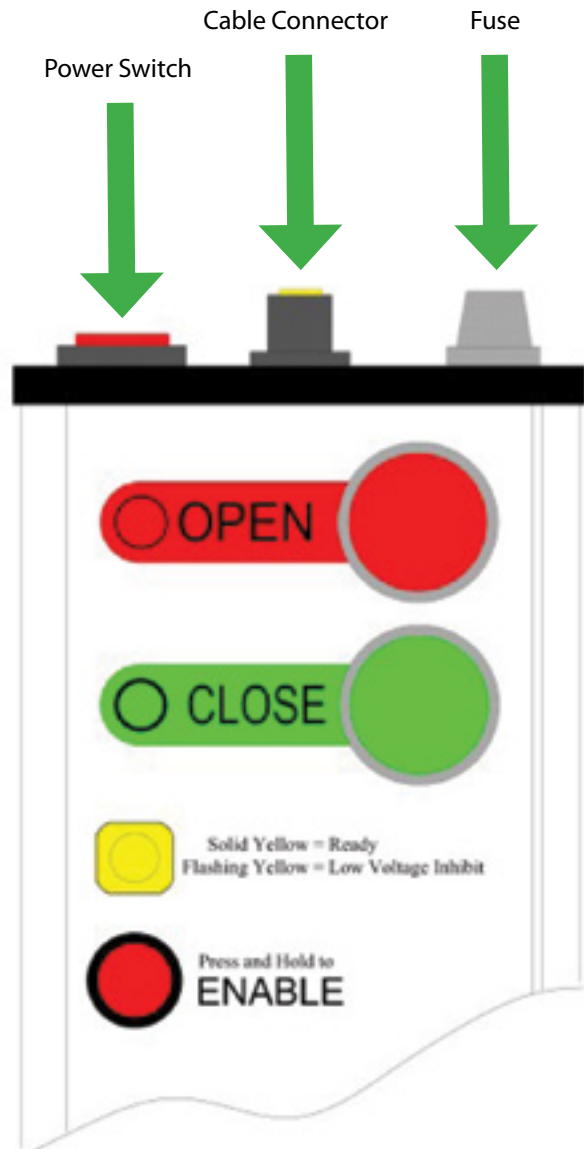 Cable Connector
Fuse
Power Switch
OPEN
CLOSE
Solid Yellow = Ready
Flashing Yellow = Low Voltage Inhibit
Press and Hold to
ENABLE